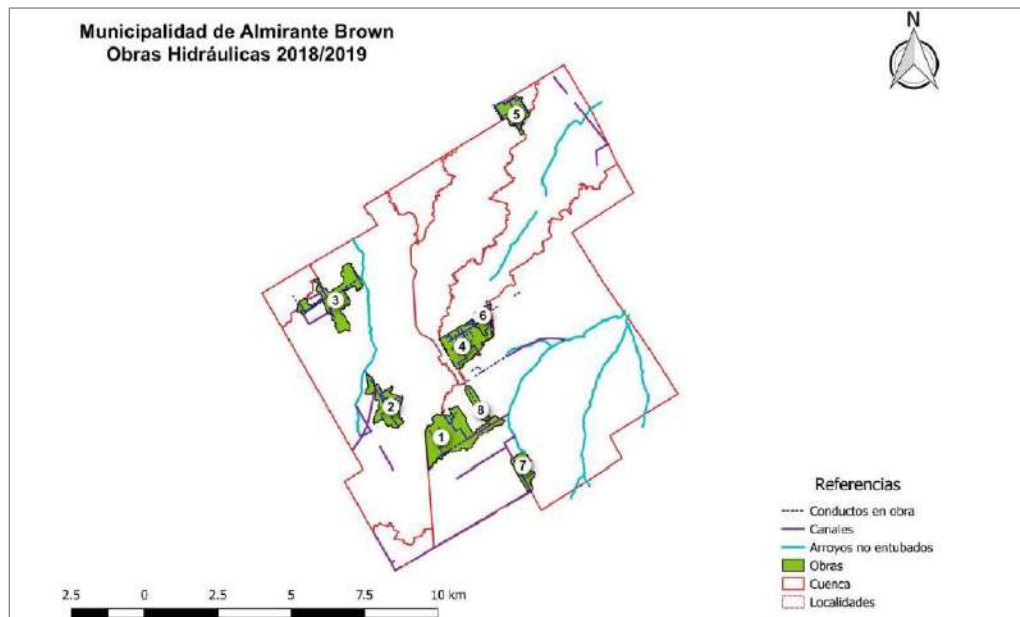 Municipalidad de Almirante Brown
Obras Hidráulicas 2018/2019
N
5
3
6
4
2
8
1
7
Referencias
Conductos en obra
Canales
Arroyos no entubados
Obras
Cuenca
Localidades
2.5 0 2.5 5 7.5 10 km